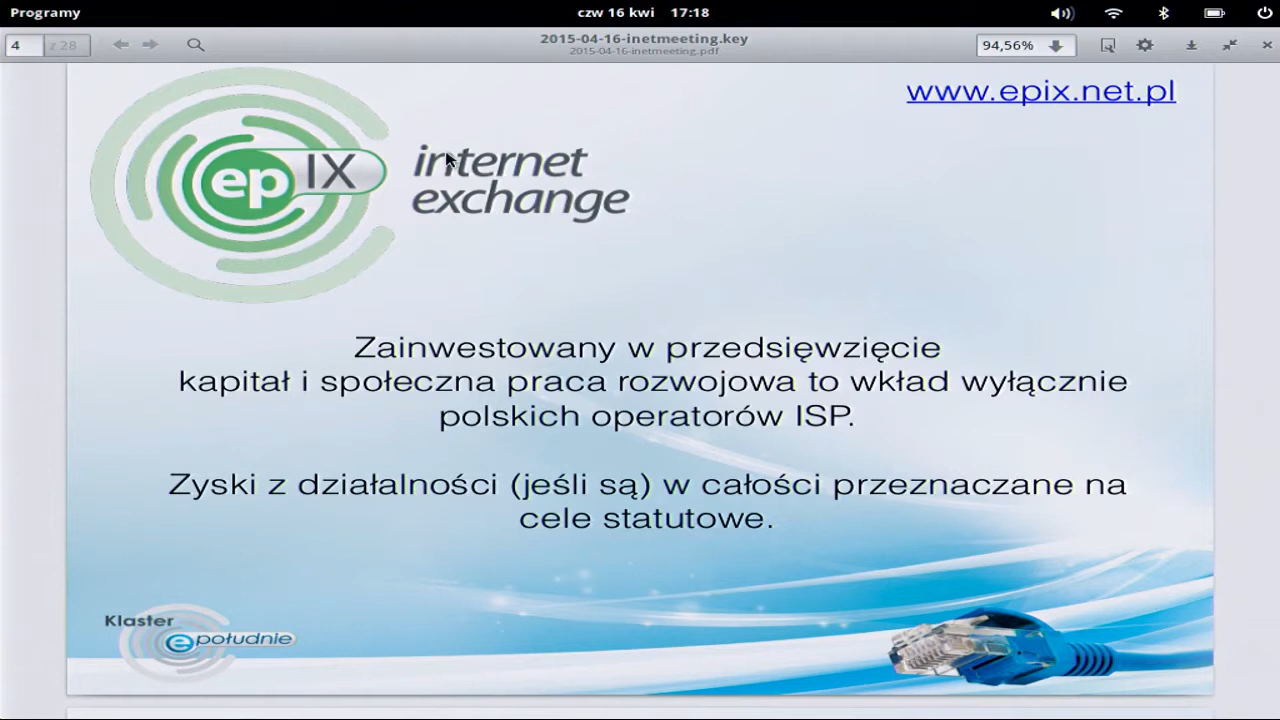 Programy
czw 16 kwi 17:18
4 z 28
2015-04-16-inetmeeting.key
2015-04-16-inetmeeting.pdf
94,56%
www.epix.net.pl
ep IX
internet
exchange
Zainwestowany w przedsięwzięcie
kapitał i społeczna praca rozwojowa to wkład wyłącznie
polskich operatorów ISP.
Zyski z działalności (jeśli są) w całości przeznaczane na
cele statutowe.
Klaster
e południe